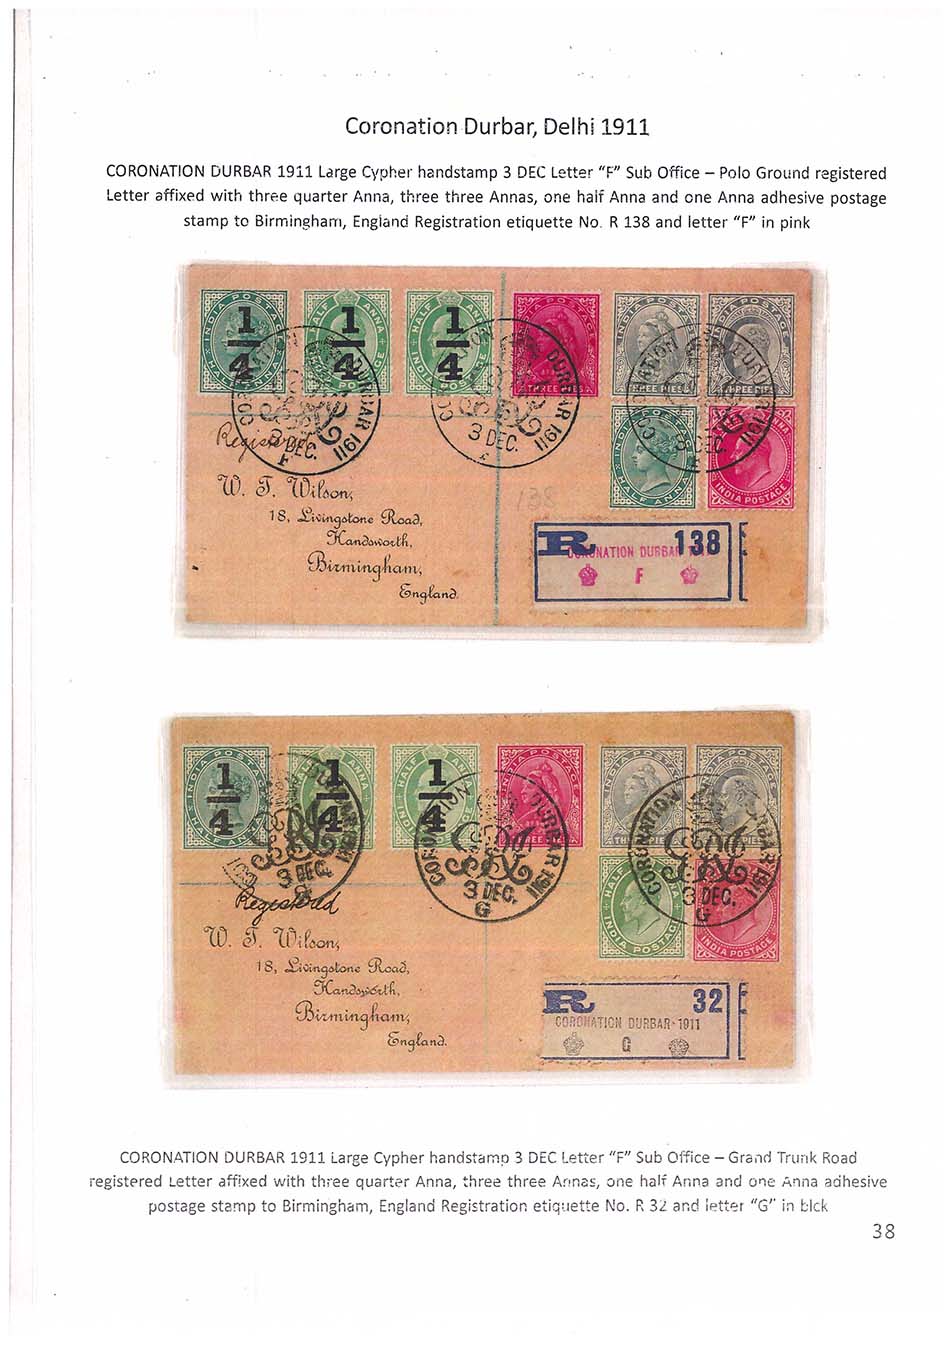 Coronation Durbar, Delhi 1911
CORONATION DURBAR 1911 Large Cypher handstamp 3 DEC Letter “F” Sub Office – Polo Ground registered
Letter affixed with three quarter Anna, three three Annas, one half Anna and one Anna adhesive postage
stamp to Birmingham, England Registration etiquette No. R 138 and letter “F” in pink
INDIA POSTAGE
HALF ANNA
1/4
HALF ANNA
INDIA POSTAGE
1/4
HALF ANNA
INDIA POSTAGE
1/4
INDIA POSTAGE
THREE PIES
INDIA POSTAGE
THREE PIES
INDIA POSTAGE
THREE PIES
CORONATION DURBAR 1911
3 DEC.
F
CORONATION DURBAR 1911
3 DEC.
F
CORONATION DURBAR 1911
3 DEC.
F
INDIA POSTAGE
HALF ANNA
INDIA POSTAGE
Registered
W. T. Wilson,
18, Livingstone Road,
Handsworth,
Birmingham,
England.
138
R 138
CORONATION DURBAR 1911
F
INDIA POSTAGE
HALF ANNA
1/4
1/4
HALF ANNA
INDIA POSTAGE
1/4
INDIA POSTAGE
INDIA POSTAGE
THREE PIES
INDIA POSTAGE
3 DEC.
G
CORONATION DURBAR 1911
3 DEC.
G
CORONATION DURBAR 1911
3 DEC.
G
HALF ANNA
INDIA POSTAGE
INDIA POSTAGE
Registered
W. T. Wilson,
18, Livingstone Road,
Handsworth,
Birmingham,
England.
R 32
CORONATION DURBAR-1911
G
CORONATION DURBAR 1911 Large Cypher handstamp 3 DEC Letter “F” Sub Office – Grand Trunk Road
registered Letter affixed with three quarter Anna, three three Annas, one half Anna and one Anna adhesive
postage stamp to Birmingham, England Registration etiquette No. R 32 and letter “G” in blck
38